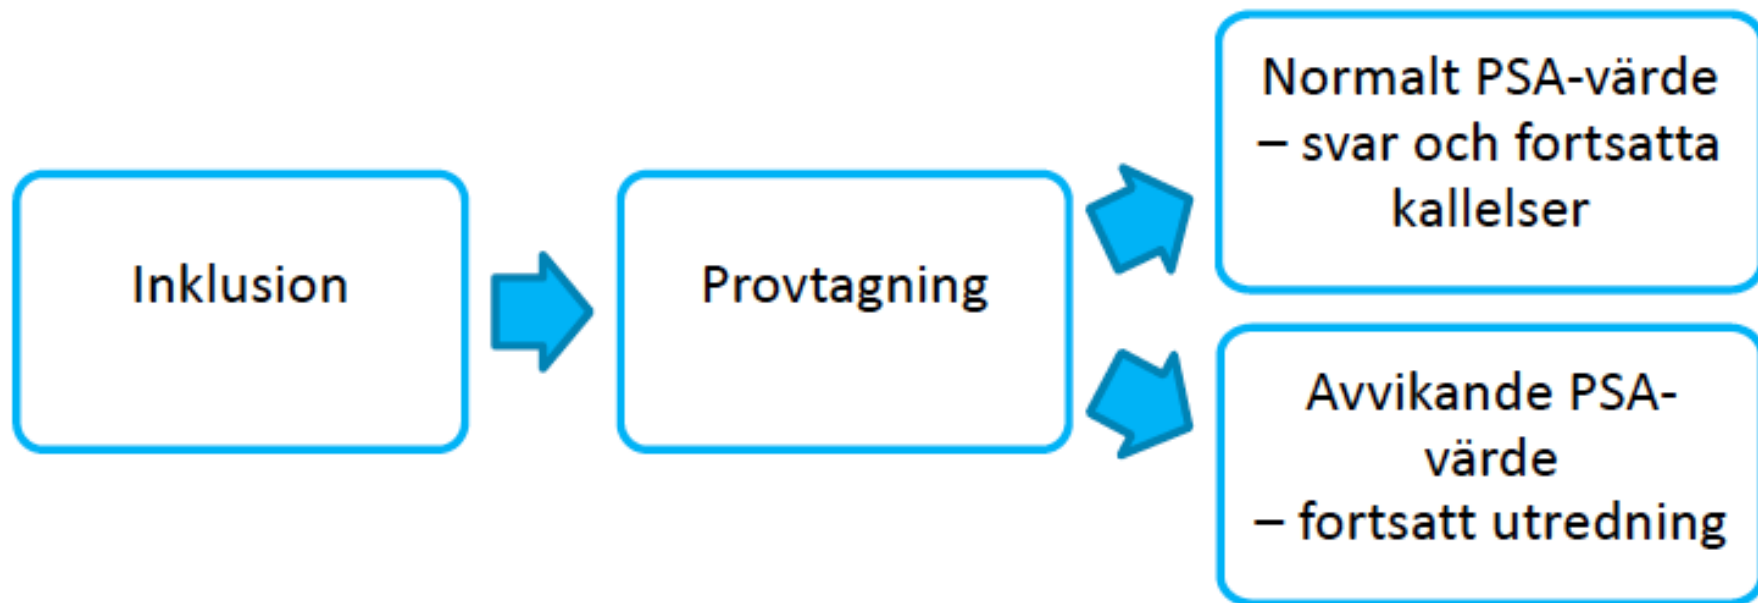 Inklusion
Provtagning
Normalt PSA-värde
– svar och fortsatta
kallelser
Avvikande PSA-
värde
– fortsatt utredning